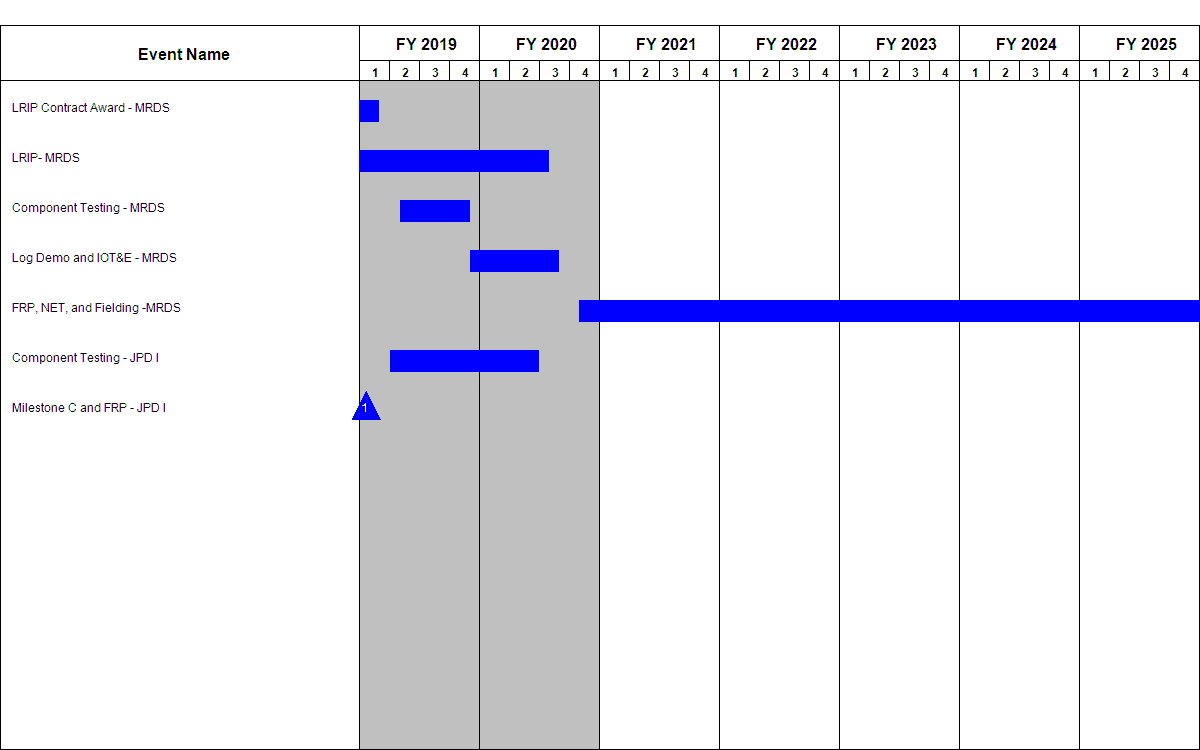 Event Name
FY 2019 FY 2020 FY 2021 FY 2022 FY 2023 FY 2024 FY 2025
1 2 3 4 1 2 3 4 1 2 3 4 1 2 3 4 1 2 3 4 1 2 3 4 1 2 3 4
LRIP Contract Award - MRDS
LRIP- MRDS
Component Testing - MRDS
Log Demo and IOT&E - MRDS
FRP, NET, and Fielding -MRDS
Component Testing - JPD I
Milestone C and FRP - JPD I
1